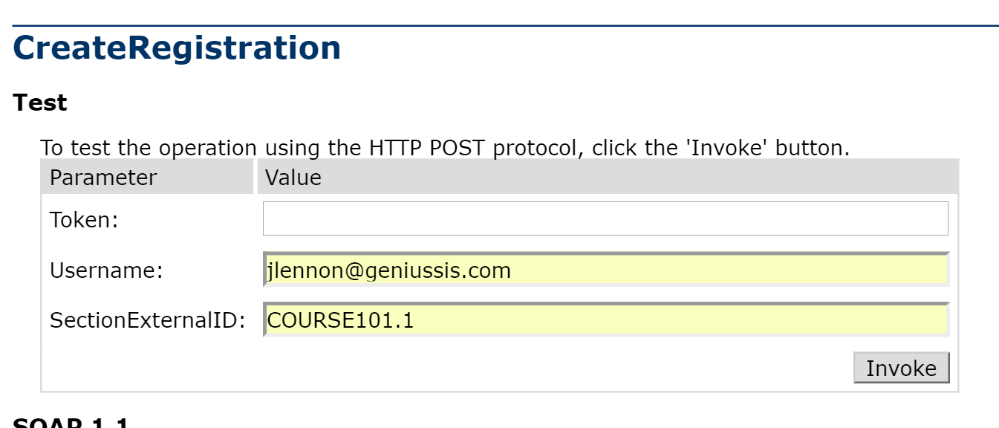 CreateRegistration
Test
To test the operation using the HTTP POST protocol, click the 'Invoke' button.
Parameter Value
Token:
Username: jlennon@geniussis.com
SectionExternalID: COURSE101.1
Invoke
SOAP 1.1